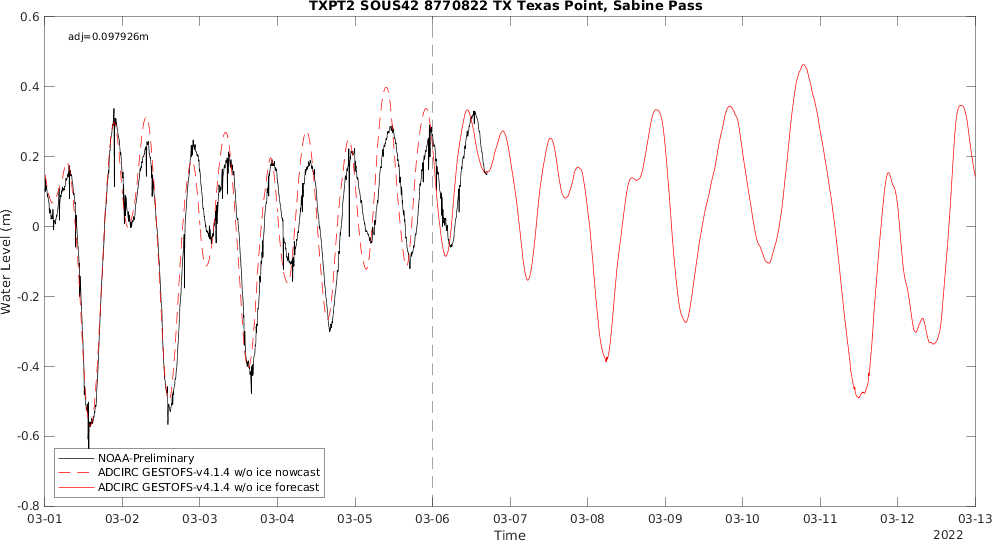 TXPT2 SOUS42 8770822 TX Texas Point, Sabine Pass
adj=0.097926m
0.6
0.4
0.2
0
-0.2
-0.4
-0.6
-0.8
Water Level (m)
NOAA-Preliminary
ADCIRC GESTOFS-v4.1.4 w/o ice nowcast
ADCIRC GESTOFS-v4.1.4 w/o ice forecast
03-01 03-02 03-03 03-04 03-05 03-06 03-07 03-08 03-09 03-10 03-11 03-12 03-13
Time
2022